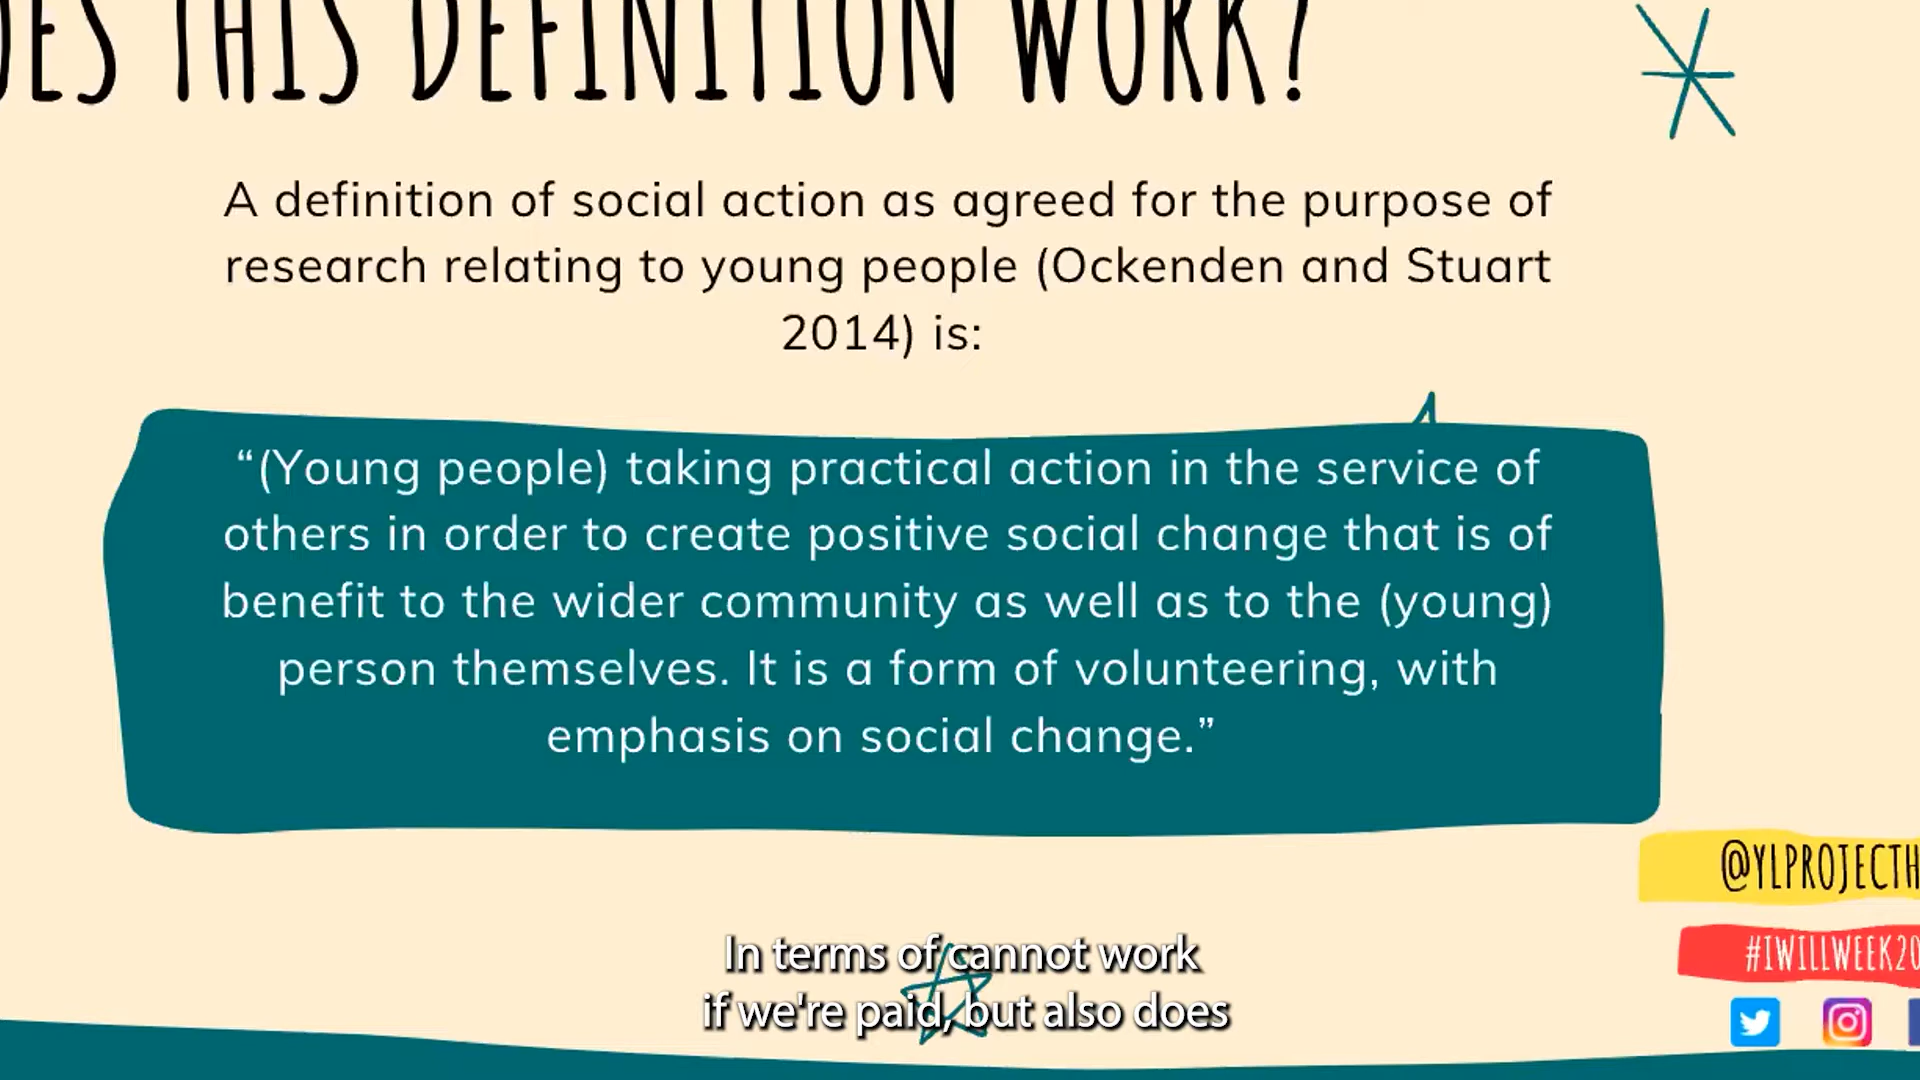 OES THIS DEFINITION WORK?
A definition of social action as agreed for the purpose of
research relating to young people (Ockenden and Stuart
2014) is:
“(Young people) taking practical action in the service of
others in order to create positive social change that is of
benefit to the wider community as well as to the (young)
person themselves. It is a form of volunteering, with
emphasis on social change.”
@YLPROJECTH
#IWILLWEEK20
In terms of cannot work
if we're paid, but also does